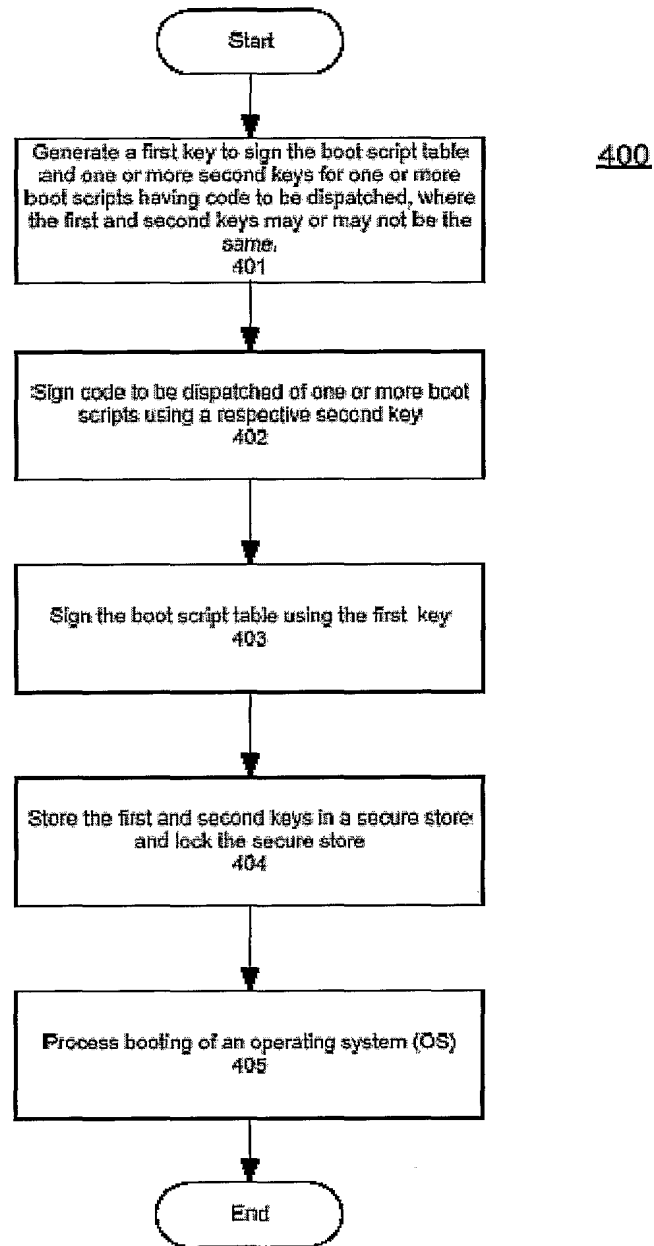 Start
400
Generate a first key to sign the boot script table
and one or more second keys for one or more
boot scripts having code to be dispatched, where
the first and second keys may or may not be the
same.
401
Sign code to be dispatched of one or more boot
scripts using a respective second key
402
Sign the boot script table using the first key
403
Store the first and second keys in a secure store
and lock the secure store
404
Process booting of an operating system (OS)
405
End